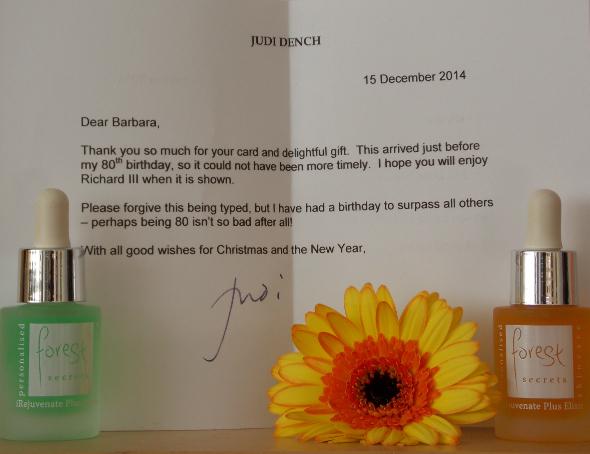 JUDI DENCH
15 December 2014
Dear Barbara,
Thank you so much for your card and delightful gift. This arrived just before
my 80th birthday, so it could not have been more timely. I hope you will enjoy
Richard III when it is shown.
Please forgive this being typed, but I have had a birthday to surpass all others
– perhaps being 80 isn't so bad after all!
With all good wishes for Christmas and the New Year,
Judi
personalised
forest
secrets
Rejuvenate Plus
personalised
forest
secrets
skincare
uvenate Plus Elixi